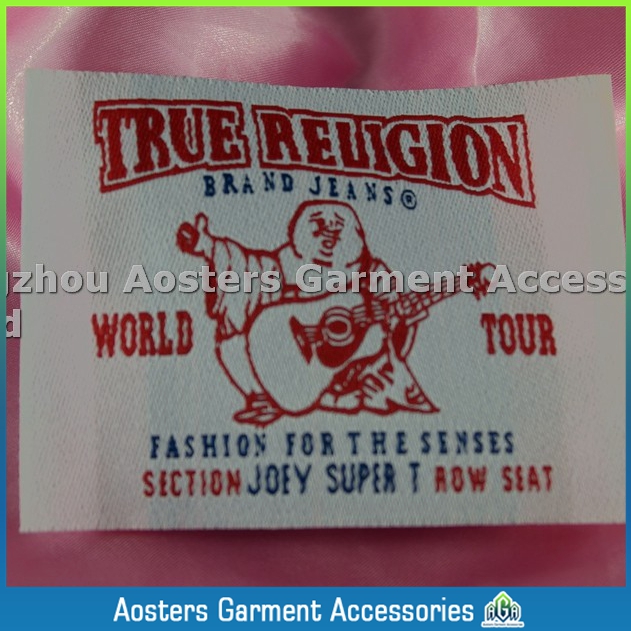 TRUE RELIGION
BRAND JEANS®
gzhou Aosters Garment Access
d
WORLD TOUR
FASHION FOR THE SENSES
SECTION JOEY SUPER T ROW SEAT
Aosters Garment Accessories AGA